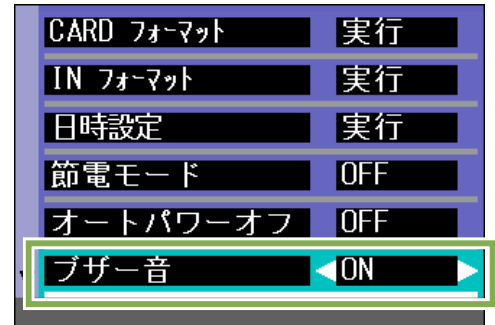 CARD フォーマット 実行
IN フォーマット 実行
日時設定 実行
節電モード OFF
オートパワーオフ OFF
ブザー音 ON